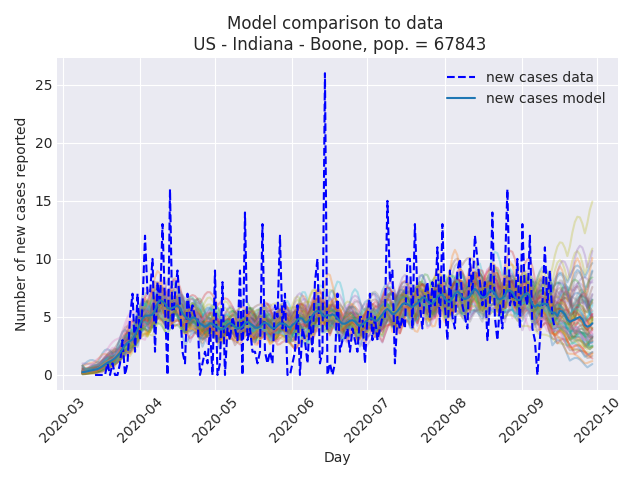 Model comparison to data
US - Indiana - Boone, pop. = 67843
new cases data
new cases model
Number of new cases reported
25
20
15
10
5
0
2020-03
2020-04
2020-05
2020-06
2020-07
2020-08
2020-09
2020-10
Day